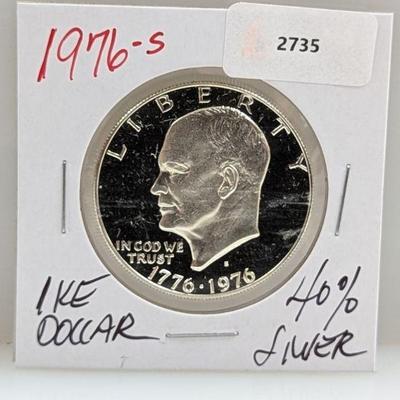 1976-S
2735
LIBERTY
IN GOD WE
TRUST
S
1776-1976
IKE
DOLLAR
40%
SILVER